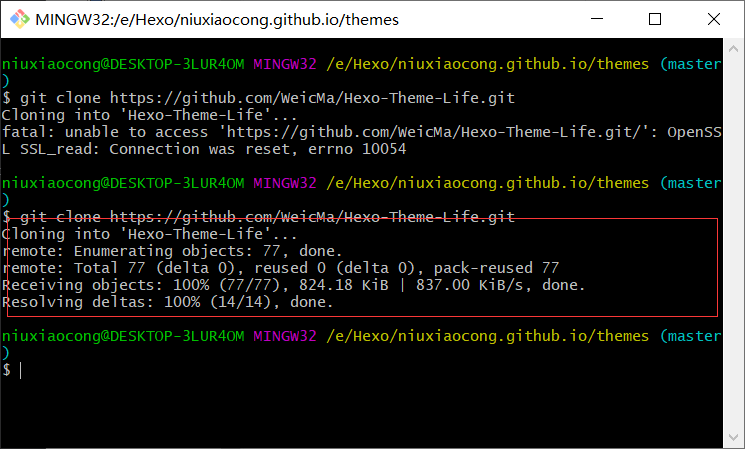 MINGW32:/e/Hexo/niuxiaocong.github.io/themes
niuxiaocong@DESKTOP-3LUR4OM MINGW32 /e/Hexo/niuxiaocong.github.io/themes (master
)
$ git clone https://github.com/WeicMa/Hexo-Theme-Life.git
Cloning into 'Hexo-Theme-Life'...
fatal: unable to access 'https://github.com/WeicMa/Hexo-Theme-Life.git/': OpenSS
L SSL_read: Connection was reset, errno 10054
niuxiaocong@DESKTOP-3LUR4OM MINGW32 /e/Hexo/niuxiaocong.github.io/themes (master
)
$ git clone https://github.com/WeicMa/Hexo-Theme-Life.git
Cloning into 'Hexo-Theme-Life'...
remote: Enumerating objects: 77, done.
remote: Total 77 (delta 0), reused 0 (delta 0), pack-reused 77
Receiving objects: 100% (77/77), 824.18 KiB | 837.00 KiB/s, done.
Resolving deltas: 100% (14/14), done.
niuxiaocong@DESKTOP-3LUR4OM MINGW32 /e/Hexo/niuxiaocong.github.io/themes (master
)
$